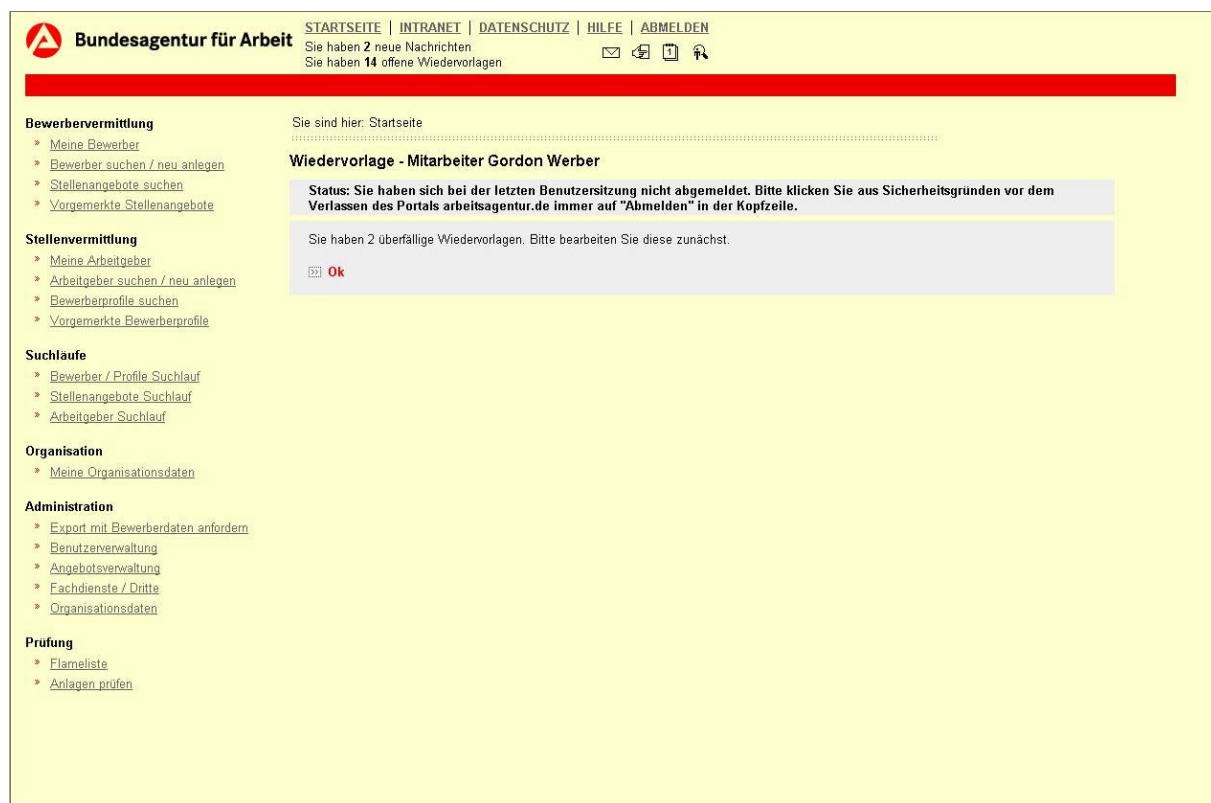 Bundesagentur für Arbeit
STARTSEITE | INTRANET | DATENSCHUTZ | HILFE | ABMELDEN
Sie haben 2 neue Nachrichten
Sie haben 14 offene Wiedervorlagen
1
Bewerbervermittlung
» Meine Bewerber
» Bewerber suchen / neu anlegen
» Stellenangebote suchen
» Vorgemerkte Stellenangebote
Stellenvermittlung
» Meine Arbeitgeber
» Arbeitgeber suchen / neu anlegen
» Bewerberprofile suchen
» Vorgemerkte Bewerberprofile
Suchläufe
» Bewerber / Profile Suchlauf
» Stellenangebote Suchlauf
» Arbeitgeber Suchlauf
Organisation
» Meine Organisationsdaten
Administration
» Export mit Bewerberdaten anfordern
» Benutzerverwaltung
» Angebotsverwaltung
» Fachdienste / Dritte
» Organisationsdaten
Prüfung
» Flameliste
» Anlagen prüfen
Sie sind hier: Startseite
Wiedervorlage - Mitarbeiter Gordon Werber
Status: Sie haben sich bei der letzten Benutzersitzung nicht abgemeldet. Bitte klicken Sie aus Sicherheitsgründen vor dem
Verlassen des Portals arbeitsagentur.de immer auf "Abmelden" in der Kopfzeile.
Sie haben 2 überfällige Wiedervorlagen. Bitte bearbeiten Sie diese zunächst.
» Ok